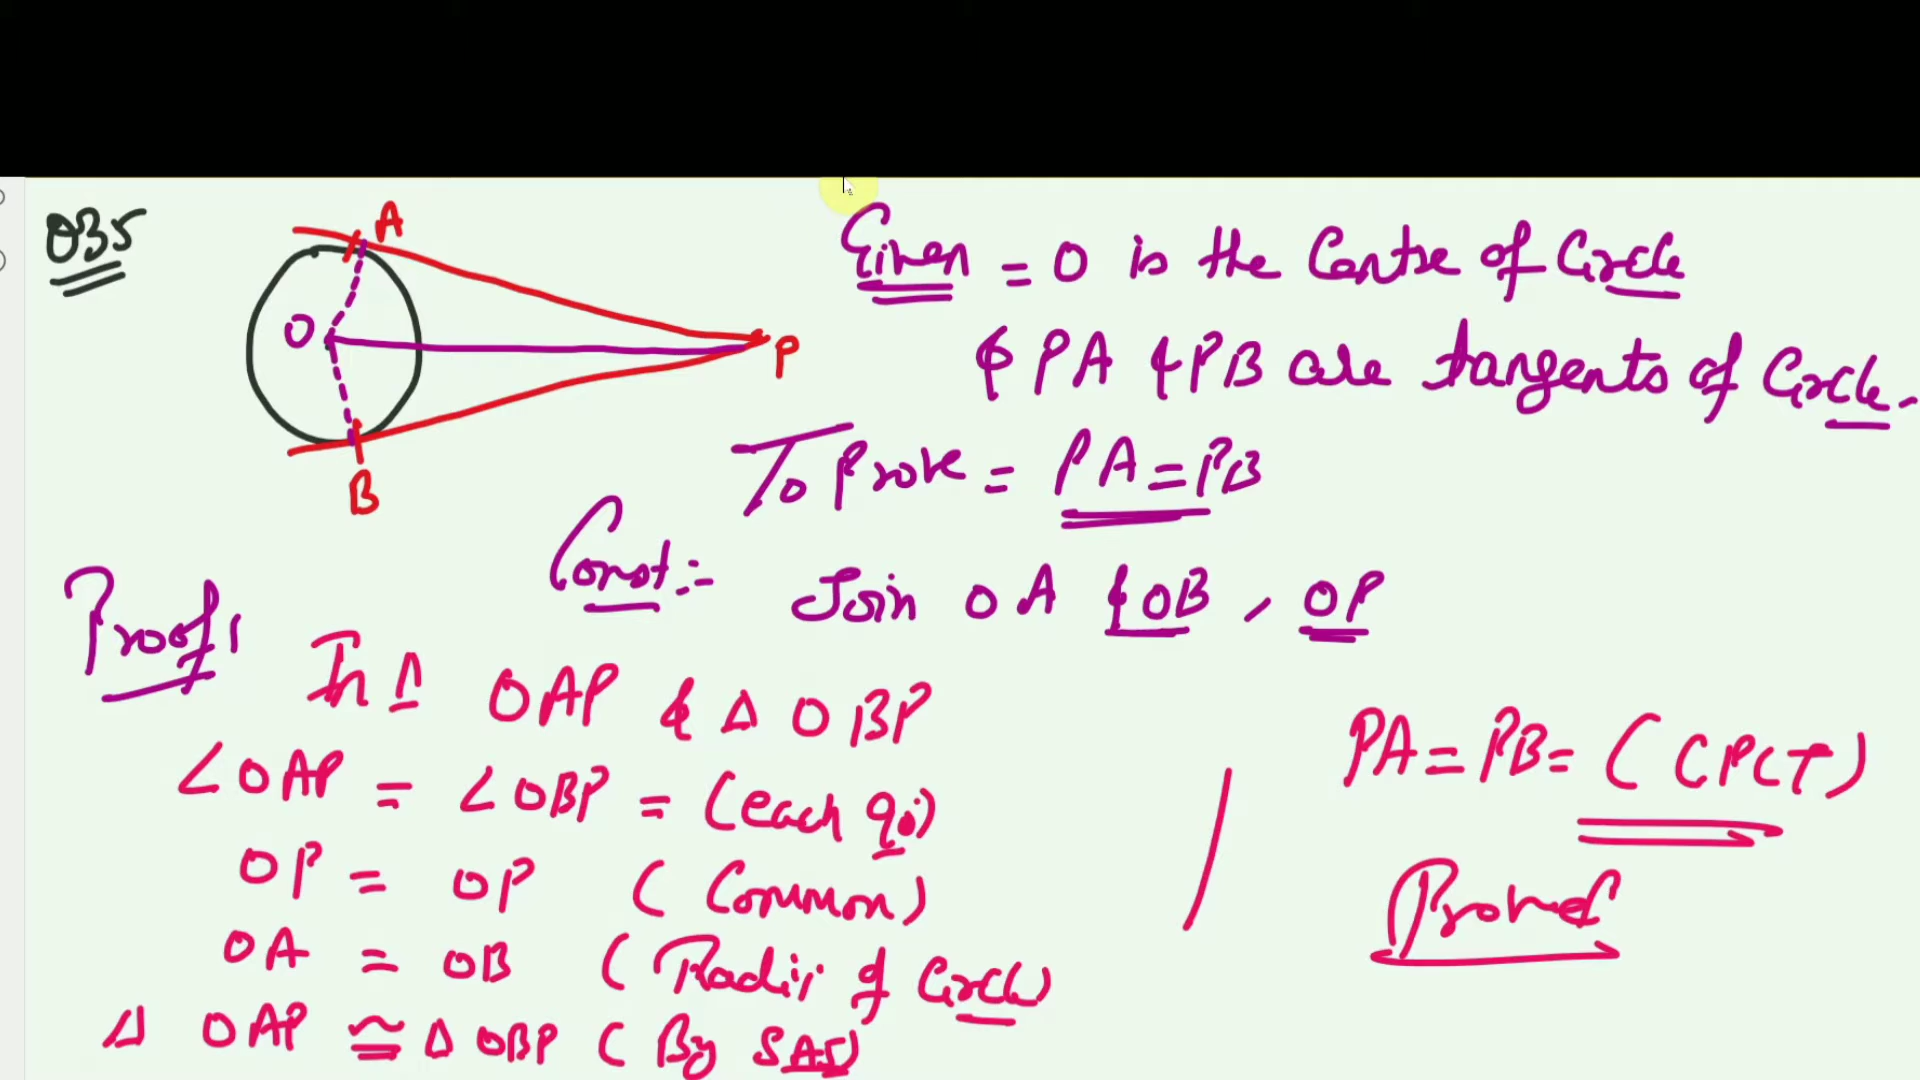 Q35
A
O
P
B
Given = O is the Centre of Circle
& PA & PB are tangents of Circle.
To Prove = PA = PB
Const:= Join OA & OB, OP
Proof:
In Δ OAP & Δ OBP
∠OAP = ∠OBP = (each 90°)
OP = OP (Common)
OA = OB (Radii of Circle)
Δ OAP ≅ Δ OBP (By SAS)
PA = PB = (CPCT)
Proved